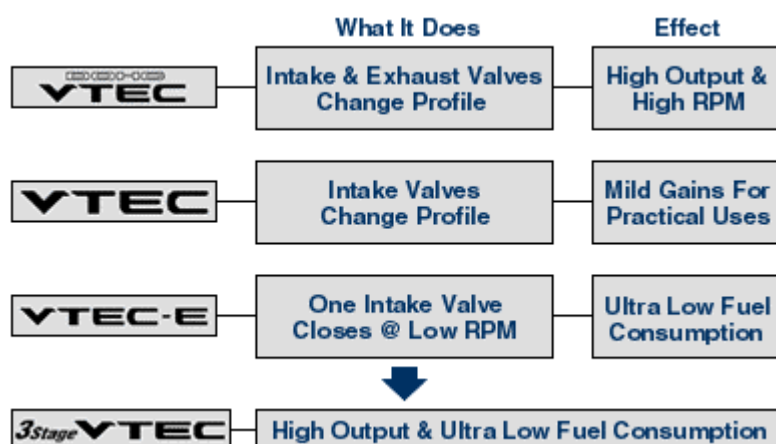 What It Does Effect
DOHC
VTEC
Intake & Exhaust Valves
Change Profile
High Output &
High RPM
VTEC
Intake Valves
Change Profile
Mild Gains For
Practical Uses
VTEC-E
One Intake Valve
Closes @ Low RPM
Ultra Low Fuel
Consumption
3Stage VTEC
High Output & Ultra Low Fuel Consumption